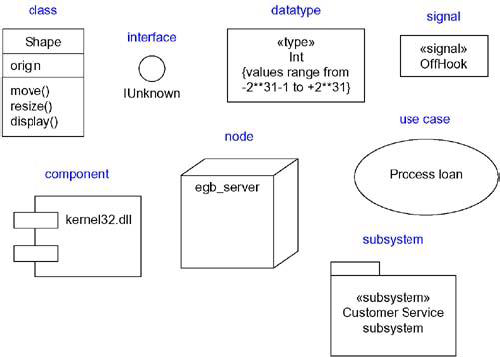 class
Shape
orign
move()
resize()
display()
interface
IUnknown
datatype
«type»
Int
{values range from
-2**31-1 to +2**31}
signal
«signal»
OffHook
component
kernel32.dll
node
egb_server
use case
Prccess loan
subsystem
«subsystem»
Customer Service
subsystem